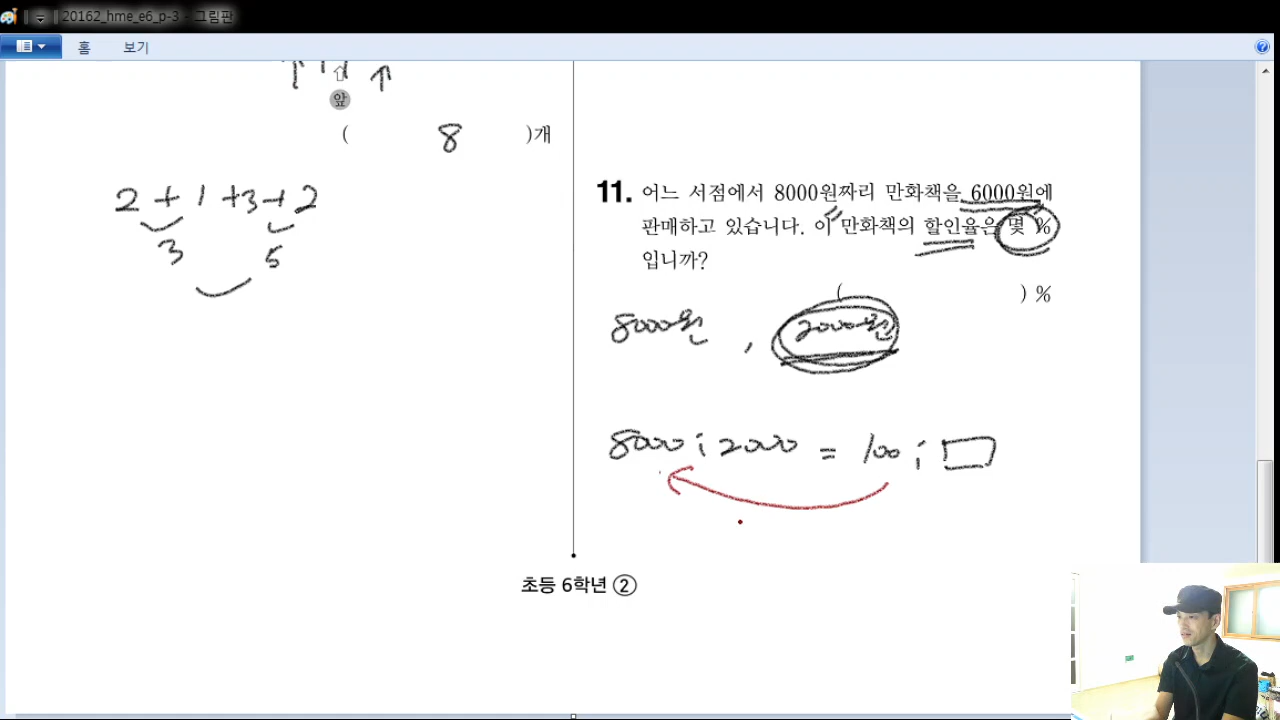 20162_hme_e6_p-3 - 그림판
홈 보기
앞
( 8 )개
2 + 1 + 3 + 2
3 5
11. 어느 서점에서 8000원짜리 만화책을 6000원에
판매하고 있습니다. 이 만화책의 할인율은 몇 %
입니까?
( ) %
8000원 , 2000원
8000 : 2000 = 100 : □
초등 6학년 ②